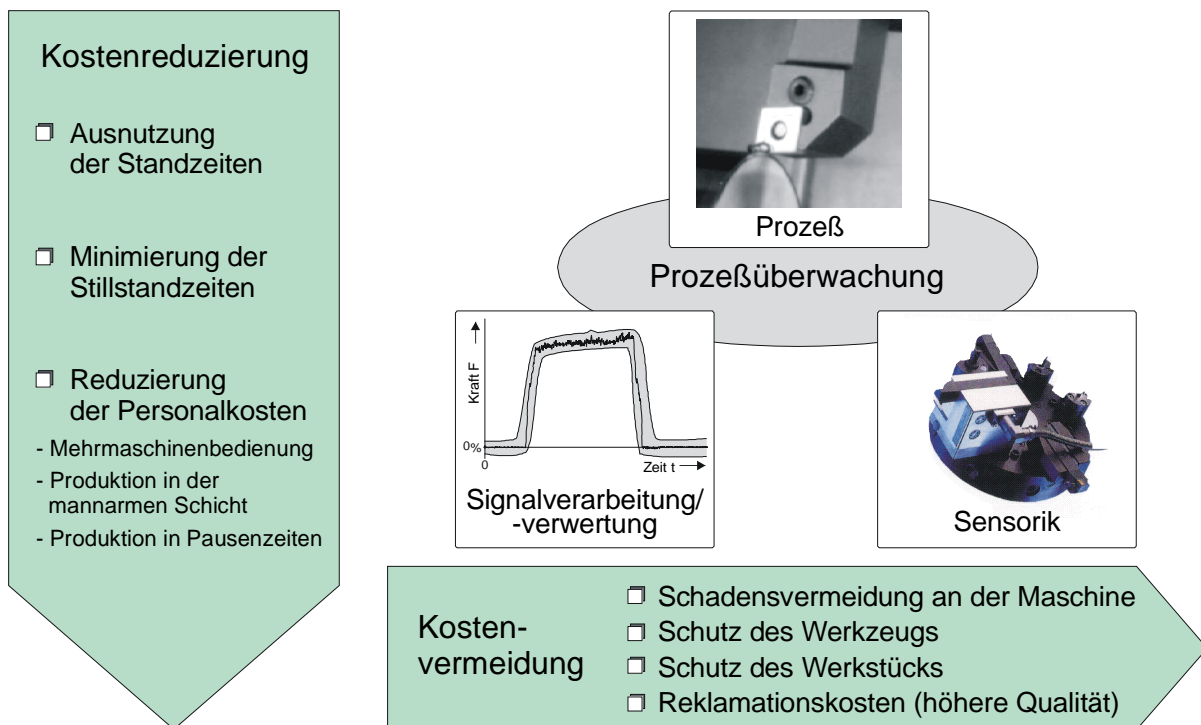 Kostenreduzierung
Ausnutzung
der Standzeiten
Minimierung der
Stillstandzeiten
Reduzierung
der Personalkosten
- Mehrmaschinenbedienung
- Produktion in der
mannarmen Schicht
- Produktion in Pausenzeiten
Prozeß
Prozeßüberwachung
Kraft F
0%
0
Zeit t
Signalverarbeitung/
-verwertung
Sensorik
Kosten-
vermeidung
Schadensvermeidung an der Maschine
Schutz des Werkzeugs
Schutz des Werkstücks
Reklamationskosten (höhere Qualität)